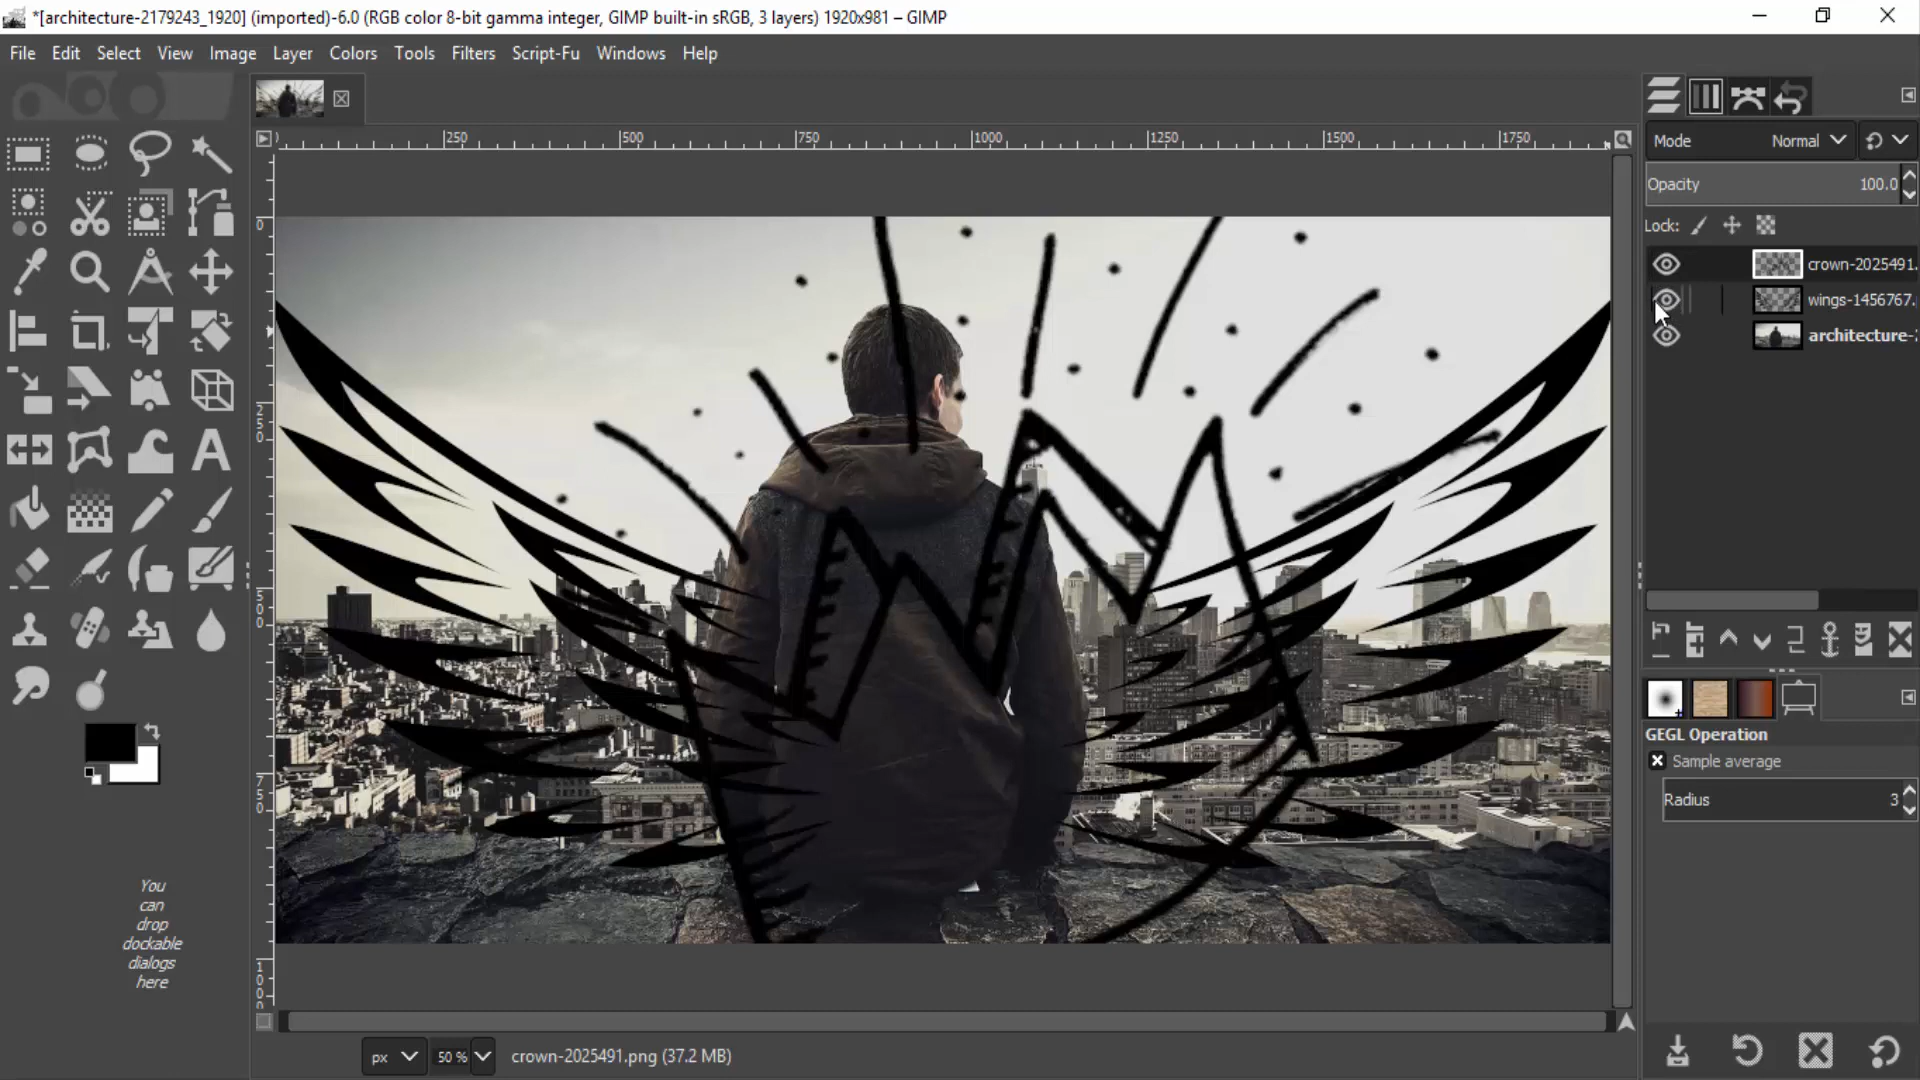 *[architecture-2179243_1920] (imported)-6.0 (RGB color 8-bit gamma integer, GIMP built-in sRGB, 3 layers) 1920x981 – GIMP
File Edit Select View Image Layer Colors Tools Filters Script-Fu Windows Help
250 500 750 1000 1250 1500 1750
Mode Normal
Opacity 100.0
Lock:
crown-2025491.
wings-1456767.
architecture-
0
250
500
750
1000
GEGL Operation
Sample average
Radius 3
You
can
drop
dockable
dialogs
here
px 50 % crown-2025491.png (37.2 MB)